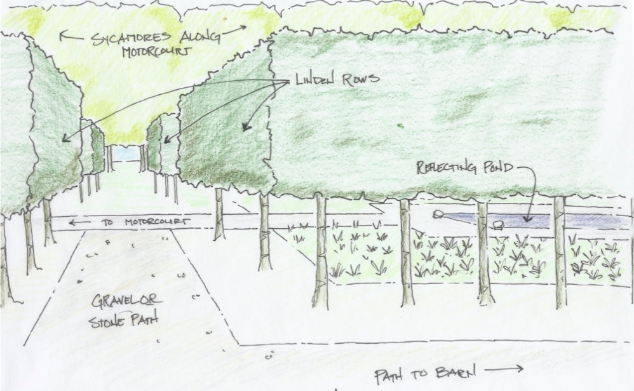 SYCAMORES ALONG
MOTORCOURT
LINDEN ROWS
REFLECTING POND
TO MOTORCOURT
GRAVEL OR
STONE PATH
PATH TO BARN